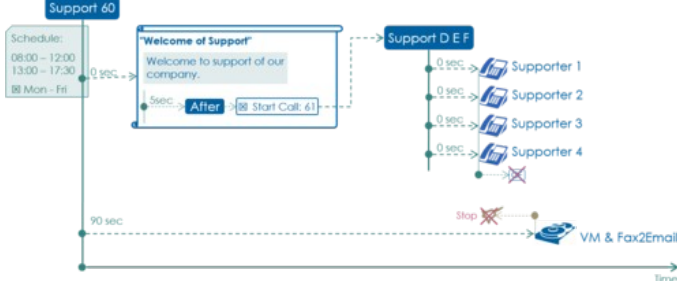 Support 60
Schedule:
08:00 – 12:00
13:00 – 17:30
☒ Mon - Fri
0 sec
"Welcome of Support"
Welcome to support of our
company.
5sec
After
☒ Start Call: 61
Support D E F
0 sec
Supporter 1
0 sec
Supporter 2
0 sec
Supporter 3
0 sec
Supporter 4
90 sec
Stop
VM & Fax2Email
Time